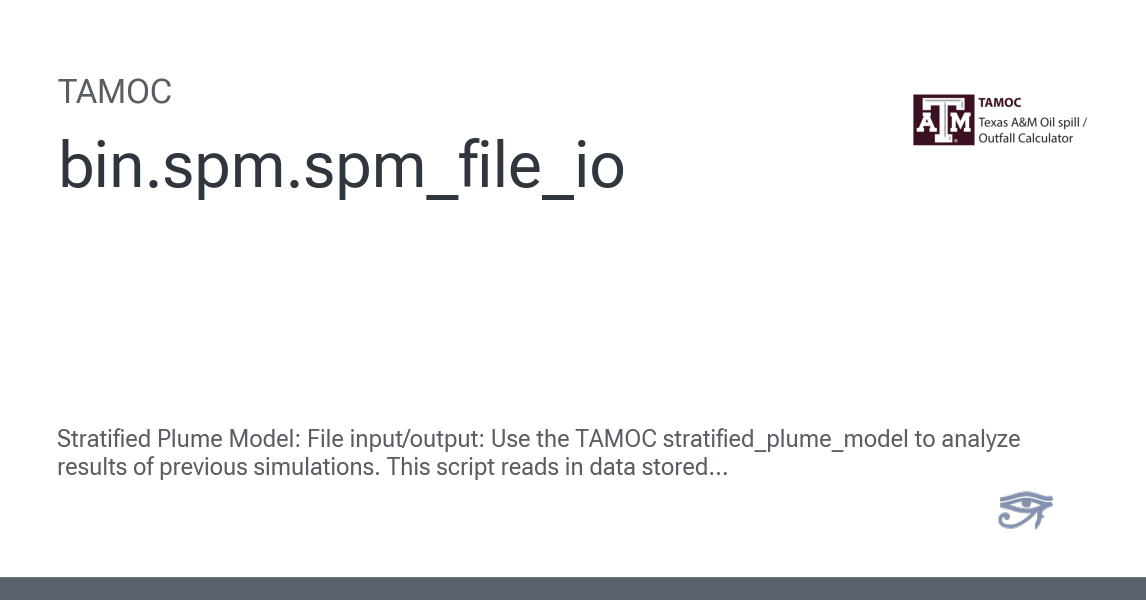 TAMOC
bin.spm.spm_file_io
ATM
TAMOC
Texas A&M Oil spill /
Outfall Calculator
Stratified Plume Model: File input/output: Use the TAMOC stratified_plume_model to analyze
results of previous simulations. This script reads in data stored...